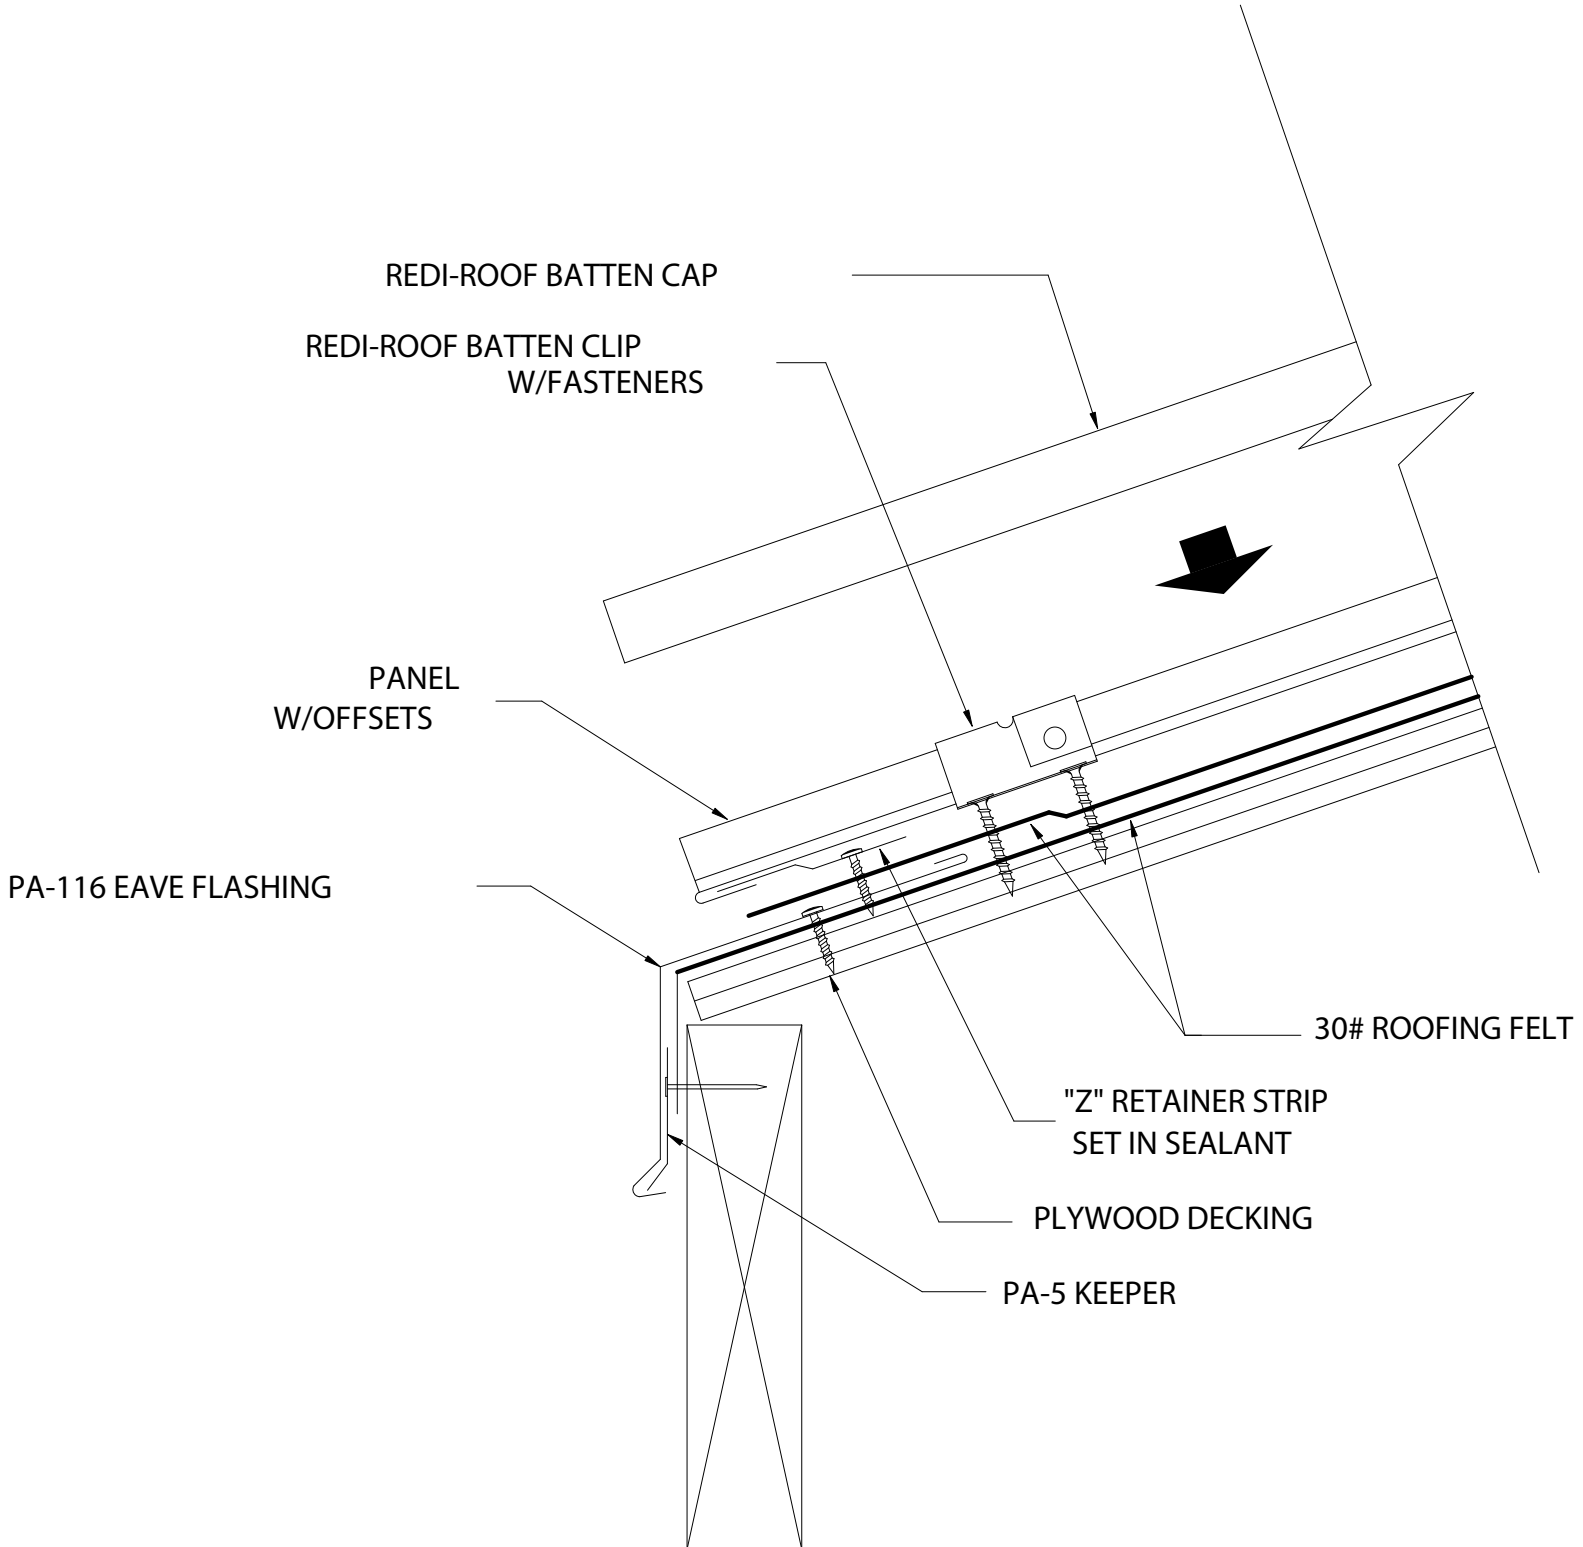 REDI-ROOF BATTEN CAP
REDI-ROOF BATTEN CLIP
W/FASTENERS
PANEL
W/OFFSETS
PA-116 EAVE FLASHING
30# ROOFING FELT
"Z" RETAINER STRIP
SET IN SEALANT
PLYWOOD DECKING
PA-5 KEEPER